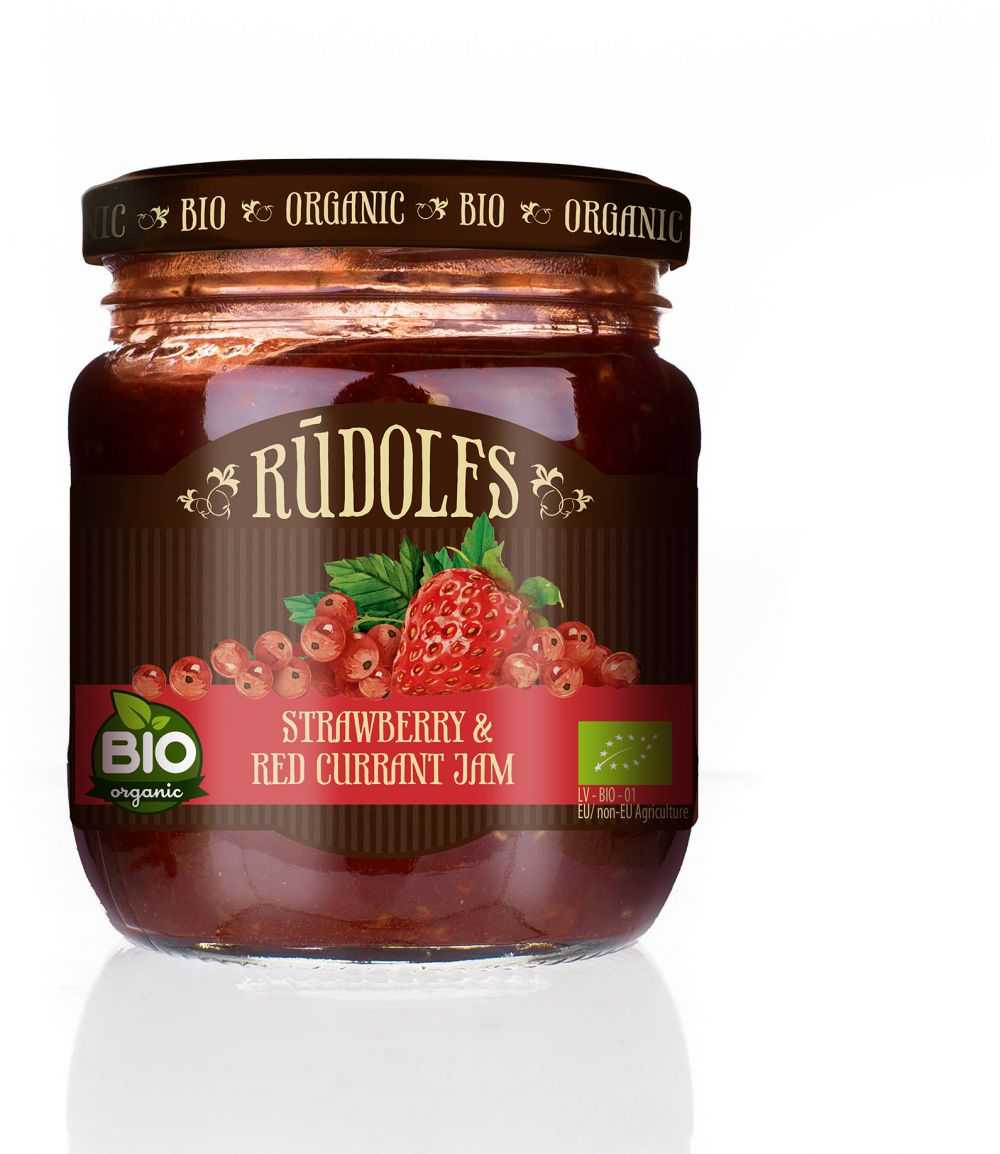 NIC BIO ORGANIC BIO ORGANIC
RŪDOLFS
STRAWBERRY &
RED CURRANT JAM
BIO
organic
LV - BIO - 01
EU/ non-EU Agriculture